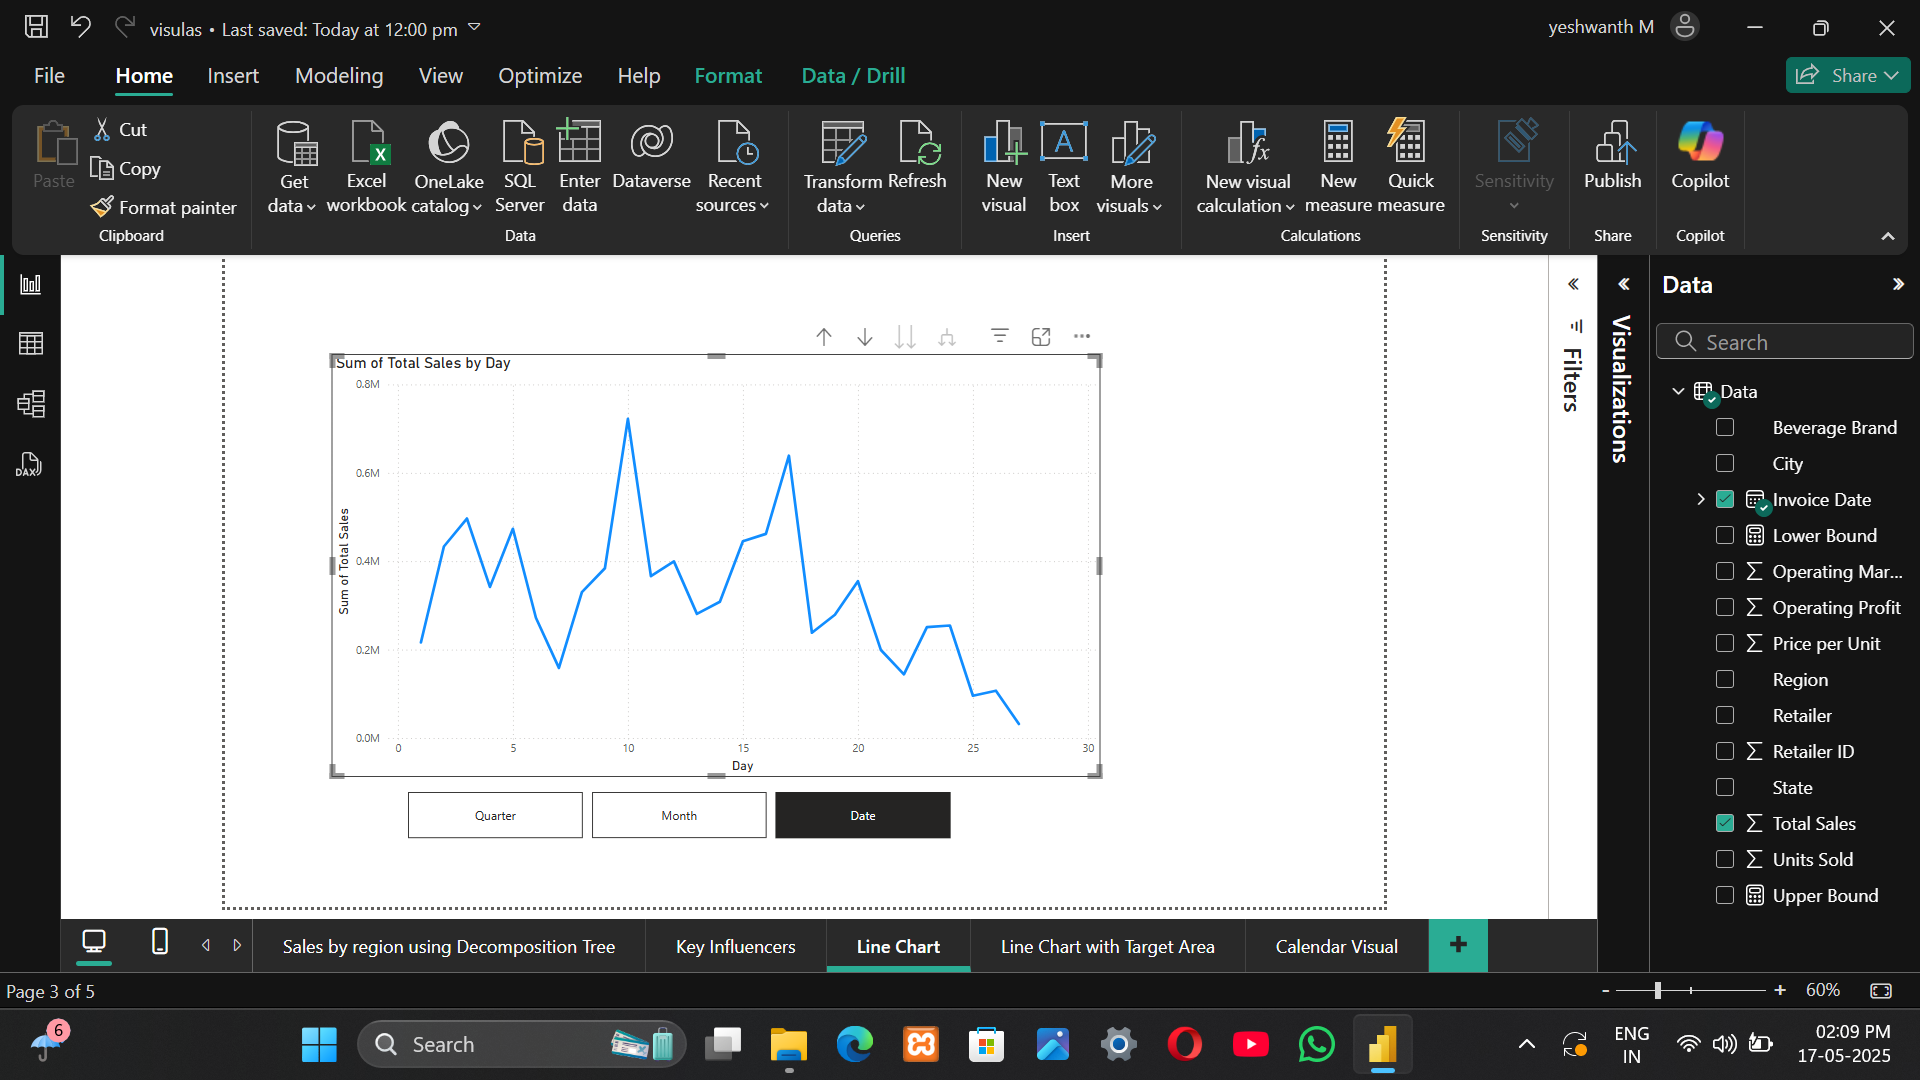 visulas • Last saved: Today at 12:00 pm
yeshwanth M
File Home Insert Modeling View Optimize Help Format Data / Drill
Share
Paste
Cut
Copy
Format painter
Clipboard
Get data
Excel workbook
OneLake catalog
SQL Server
Enter data
Dataverse
Recent sources
Data
Transform data
Refresh
Queries
New visual
Text box
More visuals
Insert
New visual calculation
New measure
Quick measure
Calculations
Sensitivity
Sensitivity
Publish
Share
Copilot
Copilot
DAX
Sum of Total Sales by Day
Sum of Total Sales
0.8M
0.6M
0.4M
0.2M
0.0M
0 5 10 15 20 25 30
Day
Quarter Month Date
Filters
Visualizations
Data
Search
Data
Beverage Brand
City
Invoice Date
Lower Bound
Operating Mar...
Operating Profit
Price per Unit
Region
Retailer
Retailer ID
State
Total Sales
Units Sold
Upper Bound
Sales by region using Decomposition Tree Key Influencers Line Chart Line Chart with Target Area Calendar Visual
Page 3 of 5
- + 60%
6
Search
ENG
IN
02:09 PM
17-05-2025